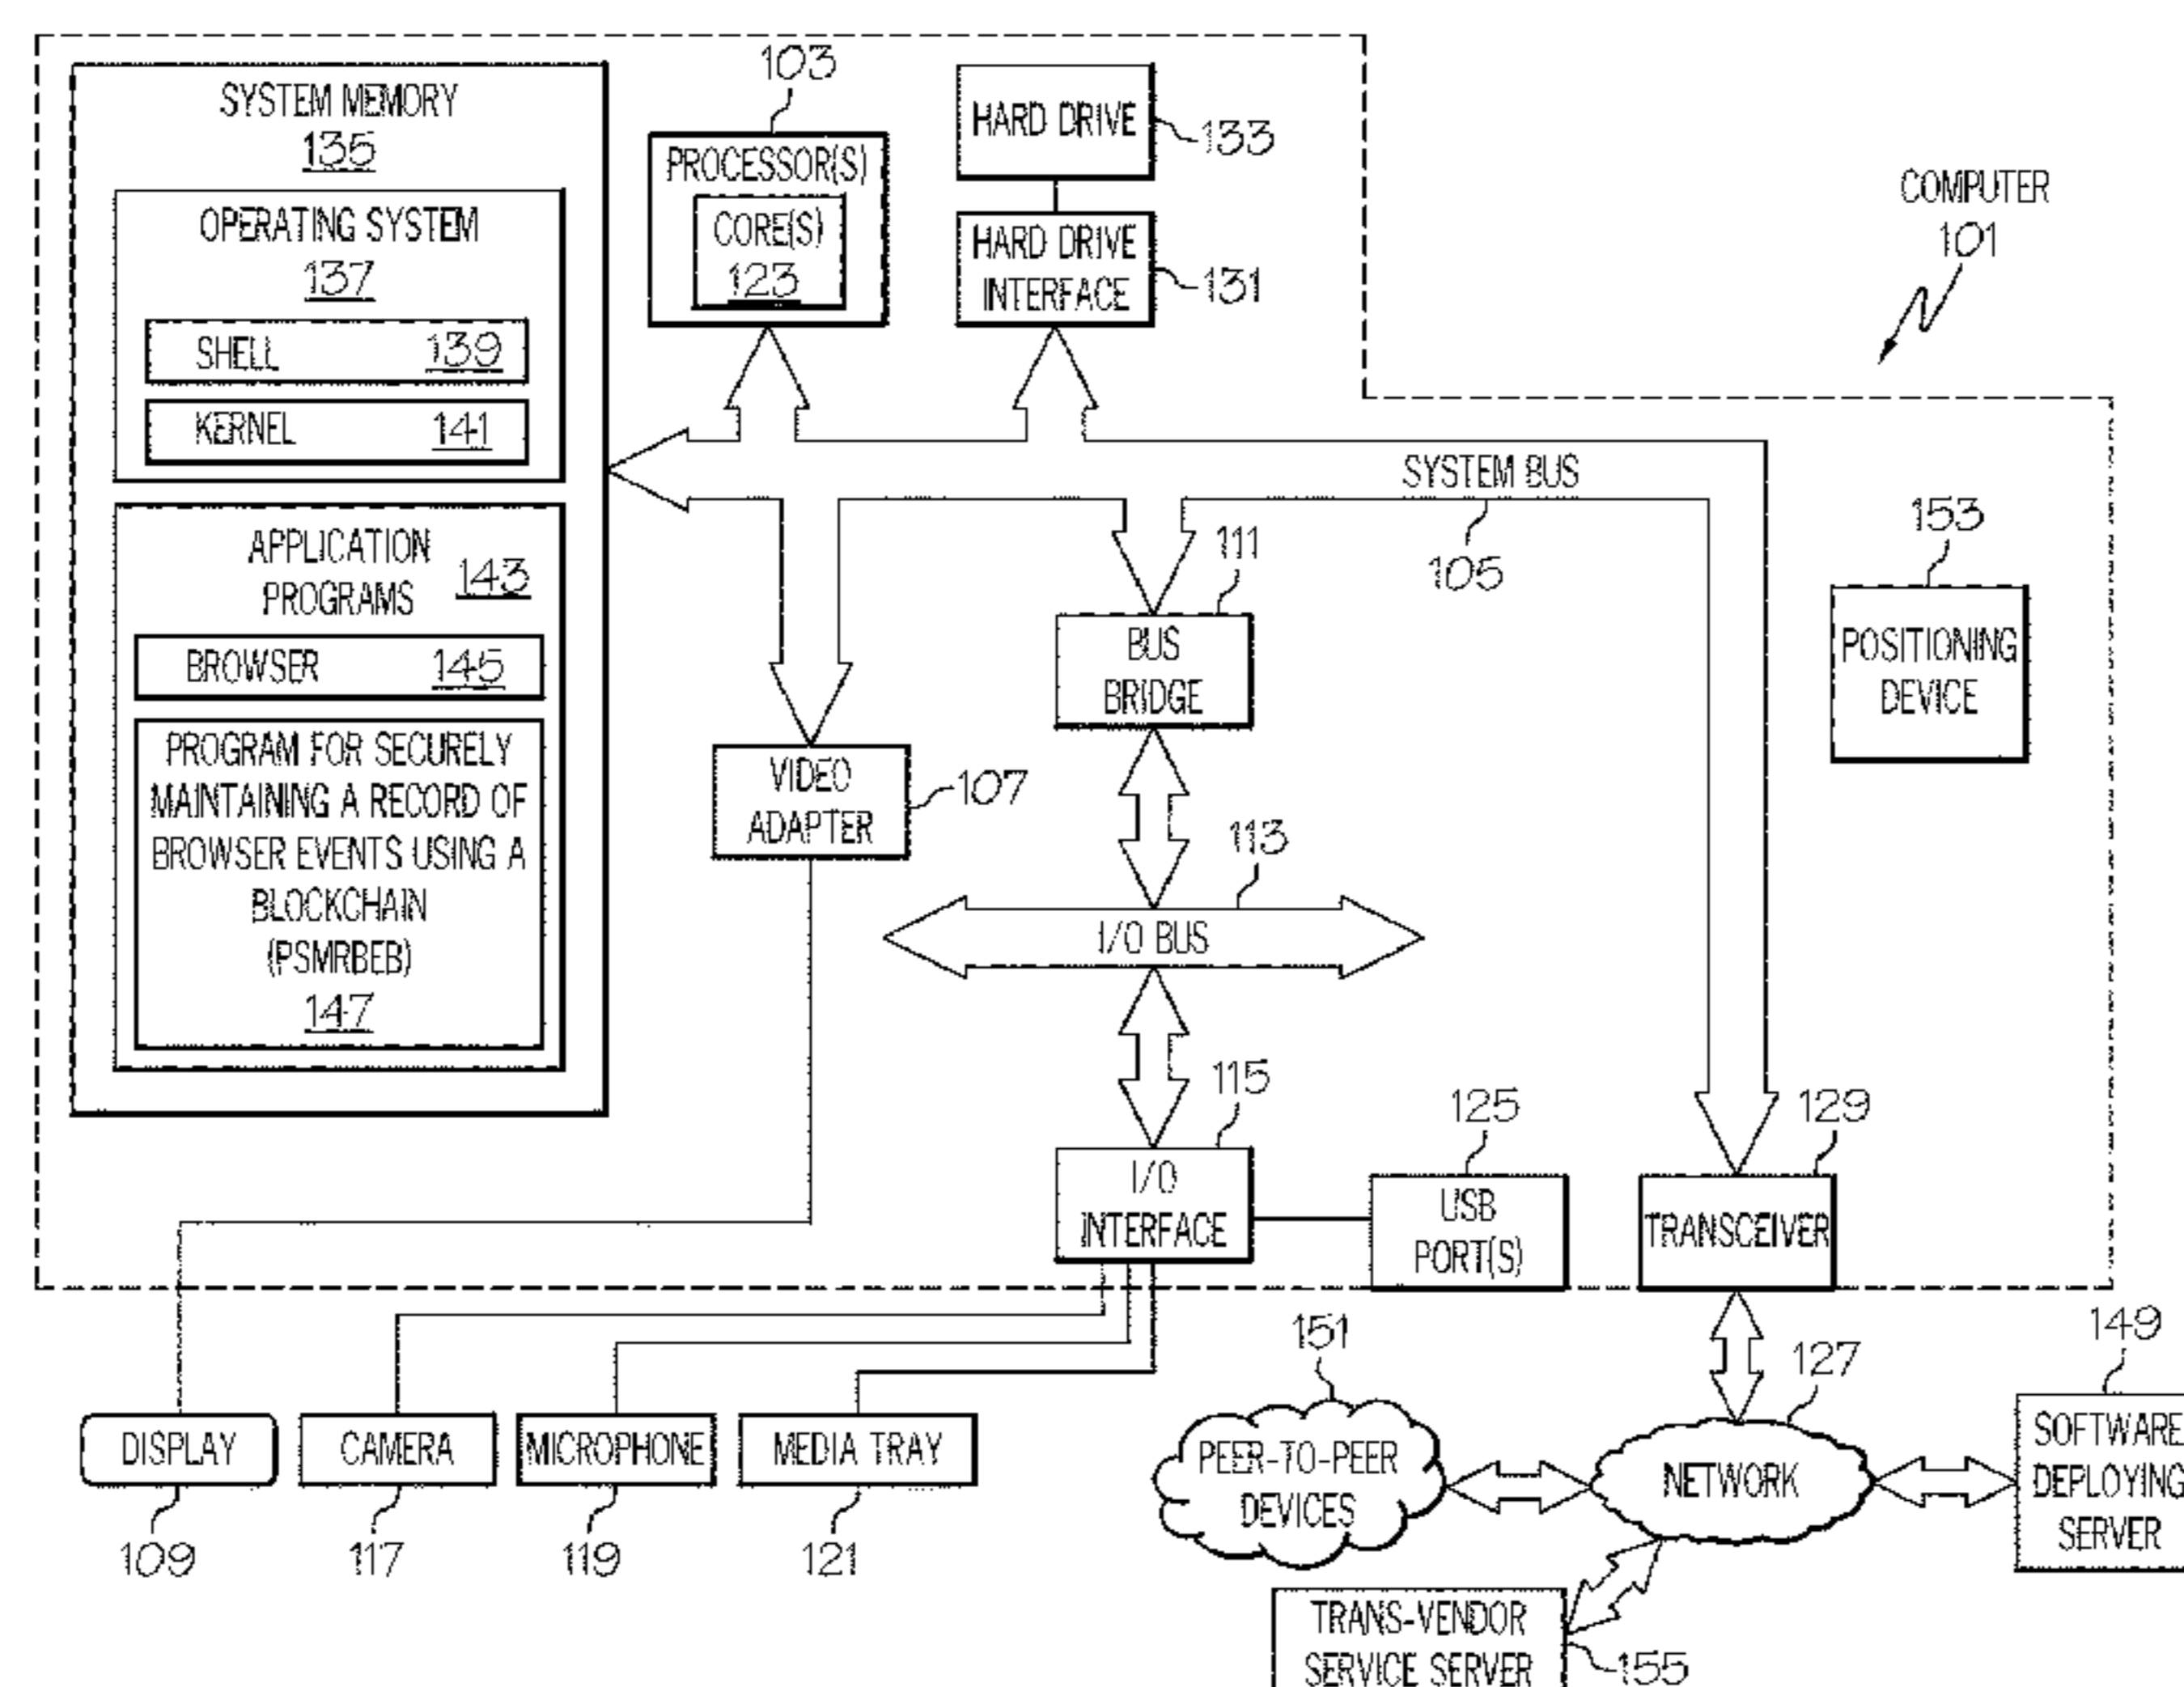 SYSTEM MEMORY
135
OPERATING SYSTEM
137
SHELL 139
KERNEL 141
APPLICATION
PROGRAMS
143
BROWSER 145
PROGRAM FOR SECURELY
MAINTAINING A RECORD OF
BROWSER EVENTS USING A
BLOCKCHAIN
(PSMRBEB)
147
103
PROCESSOR(S)
CORE(S)
123
HARD DRIVE
133
HARD DRIVE
INTERFACE
131
COMPUTER
101
SYSTEM BUS
105
111
BUS
BRIDGE
153
POSITIONING
DEVICE
VIDEO
ADAPTER
107
113
I/O BUS
115
I/O
INTERFACE
125
USB
PORT(S)
129
TRANSCEIVER
DISPLAY
109
CAMERA
117
MICROPHONE
119
MEDIA TRAY
121
151
PEER-TO-PEER
DEVICES
127
NETWORK
149
SOFTWARE
DEPLOYING
SERVER
TRANS-VENDOR
SERVICE SERVER
155